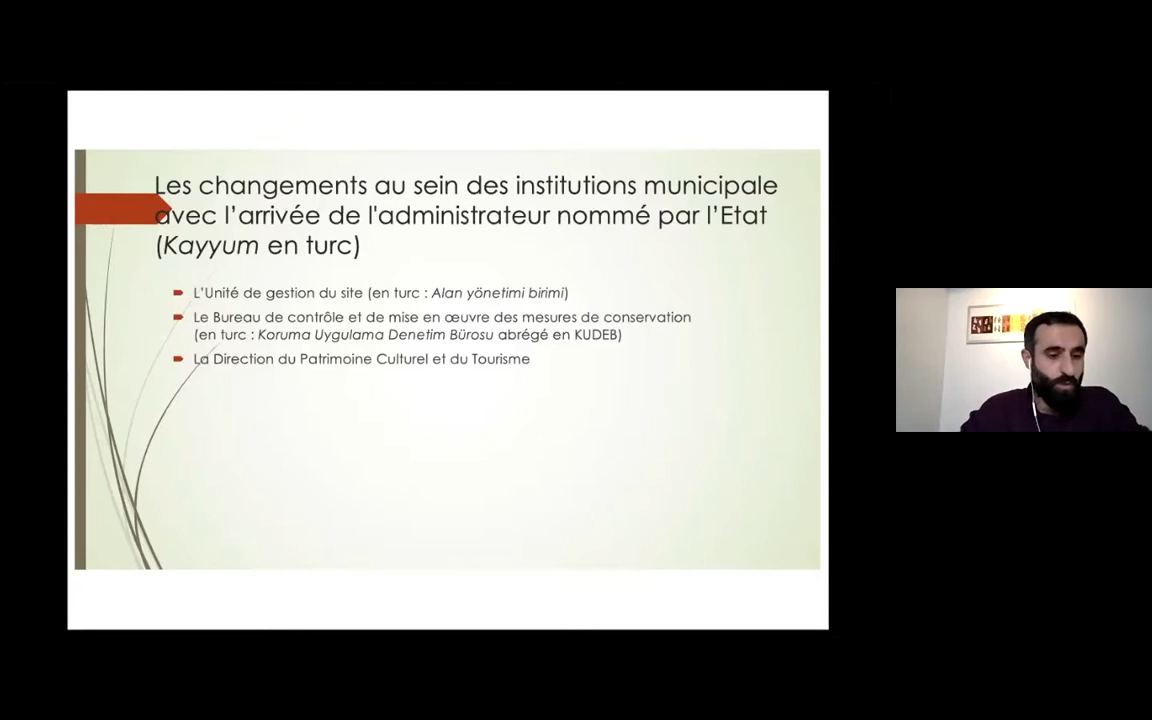 Les changements au sein des institutions municipale
avec l’arrivée de l'administrateur nommé par l’Etat
(Kayyum en turc)
L’Unité de gestion du site (en turc : Alan yönetimi birimi)
Le Bureau de contrôle et de mise en œuvre des mesures de conservation
(en turc : Koruma Uygulama Denetim Bürosu abrégé en KUDEB)
La Direction du Patrimoine Culturel et du Tourisme